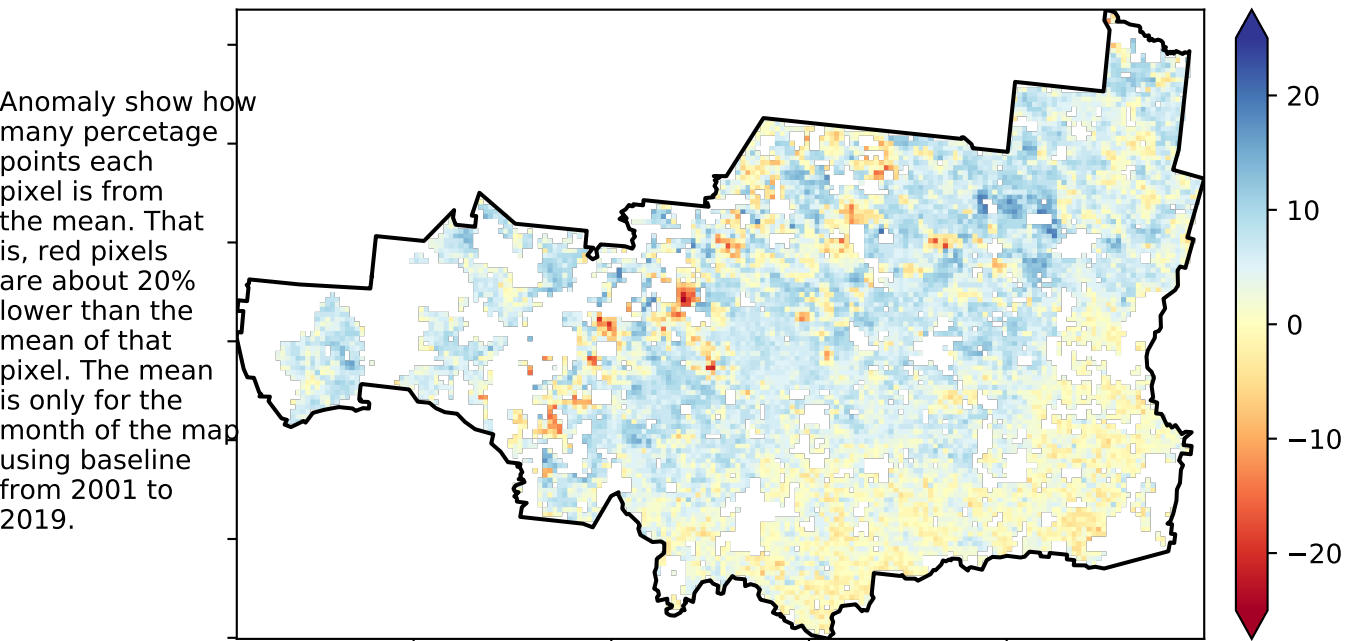 Anomaly show how
many percetage
points each
pixel is from
the mean. That
is, red pixels
are about 20%
lower than the
mean of that
pixel. The mean
is only for the
month of the map
using baseline
from 2001 to
2019.
20
10
0
−10
−20